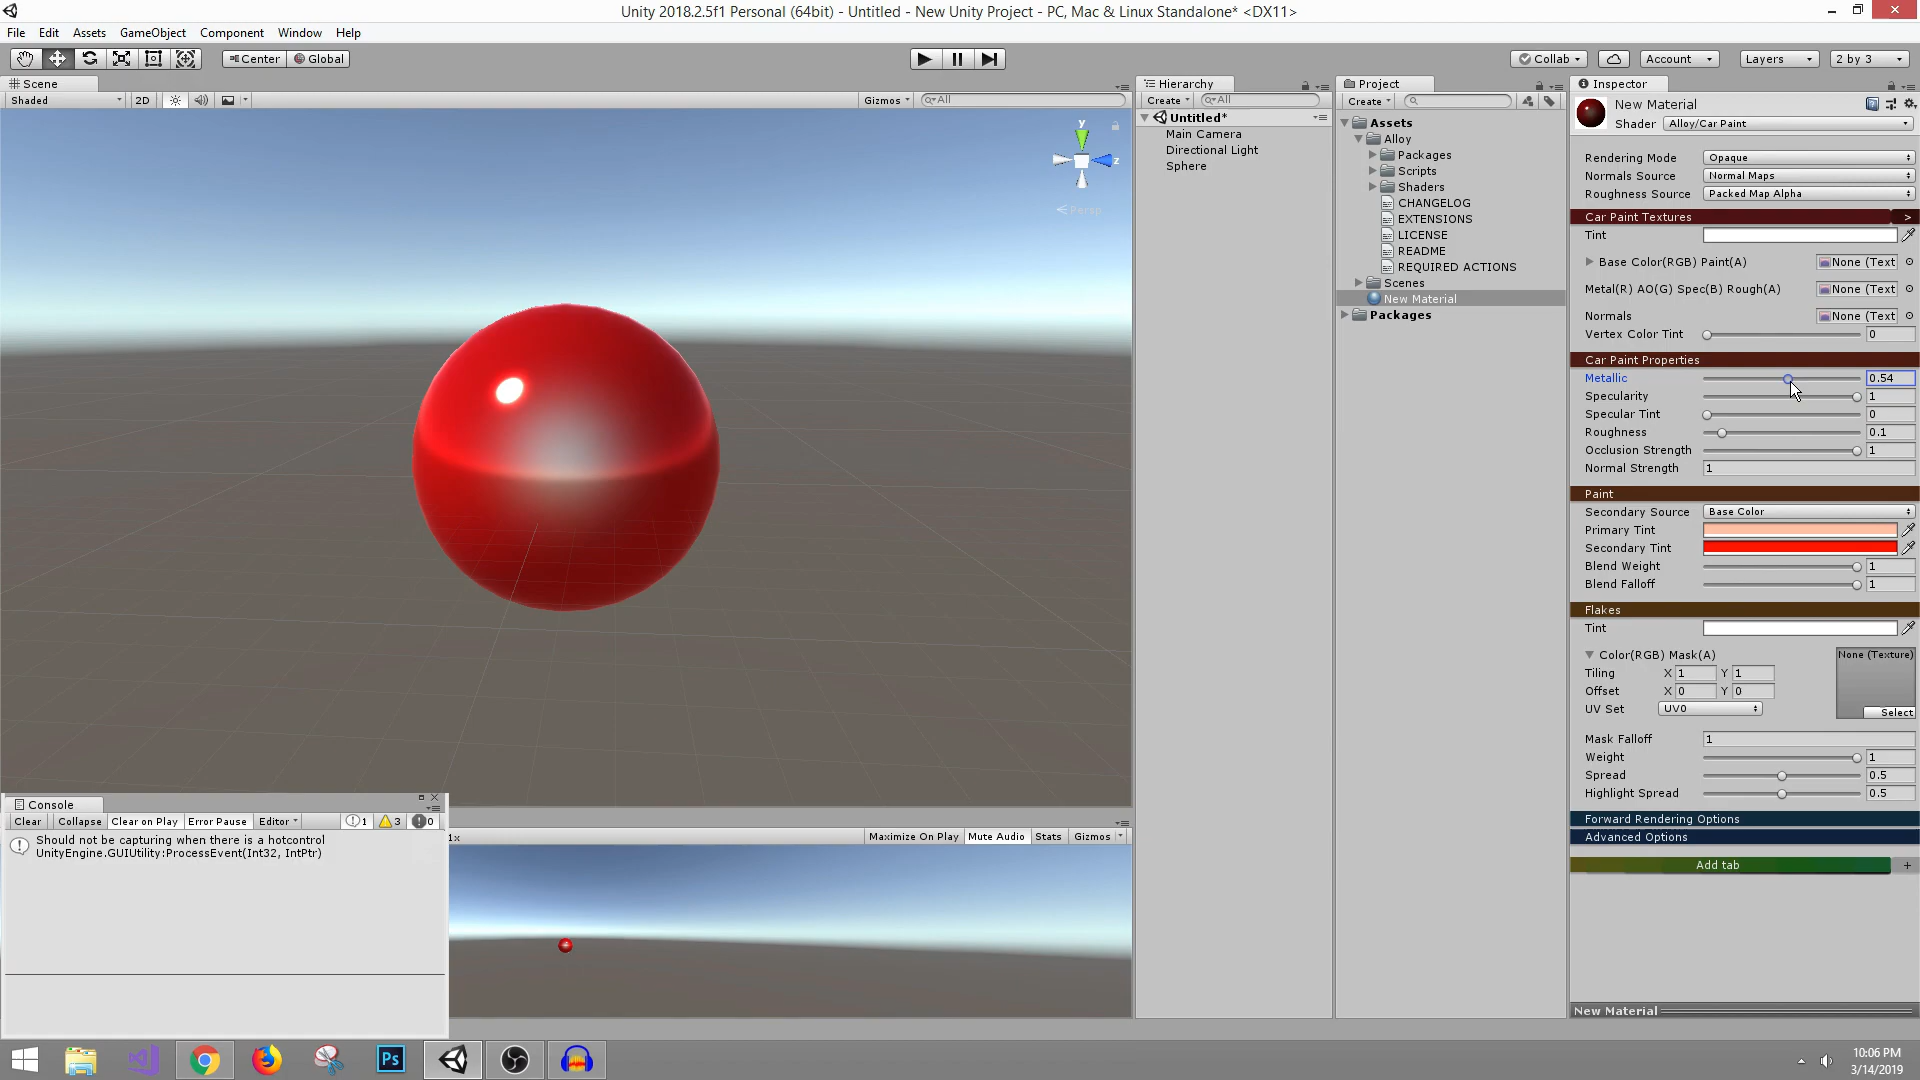 Unity 2018.2.5f1 Personal (64bit) - Untitled - New Unity Project - PC, Mac & Linux Standalone* <DX11>
File Edit Assets GameObject Component Window Help
Center Global
Collab Account Layers 2 by 3
Scene
Shaded 2D Gizmos All
y
z
Persp
Hierarchy
Create All
Untitled*
Main Camera
Directional Light
Sphere
Project
Create
Assets
Alloy
Packages
Scripts
Shaders
CHANGELOG
EXTENSIONS
LICENSE
README
REQUIRED ACTIONS
Scenes
New Material
Packages
Inspector
New Material
Shader Alloy/Car Paint
Rendering Mode Opaque
Normals Source Normal Maps
Roughness Source Packed Map Alpha
Car Paint Textures >
Tint
Base Color(RGB) Paint(A) None (Text
Metal(R) AO(G) Spec(B) Rough(A) None (Text
Normals None (Text
Vertex Color Tint 0
Car Paint Properties
Metallic 0.54
Specularity 1
Specular Tint 0
Roughness 0.1
Occlusion Strength 1
Normal Strength 1
Paint
Secondary Source Base Color
Primary Tint
Secondary Tint
Blend Weight 1
Blend Falloff 1
Flakes
Tint
Color(RGB) Mask(A) None (Texture)
Tiling X 1 Y 1
Offset X 0 Y 0
UV Set UV0 Select
Mask Falloff 1
Weight 1
Spread 0.5
Highlight Spread 0.5
Forward Rendering Options
Advanced Options
Add tab +
New Material
Console
Clear Collapse Clear on Play Error Pause Editor 1 3 0
Should not be capturing when there is a hotcontrol
UnityEngine.GUIUtility:ProcessEvent(Int32, IntPtr)
1x Maximize On Play Mute Audio Stats Gizmos
Ps
10:06 PM
3/14/2019